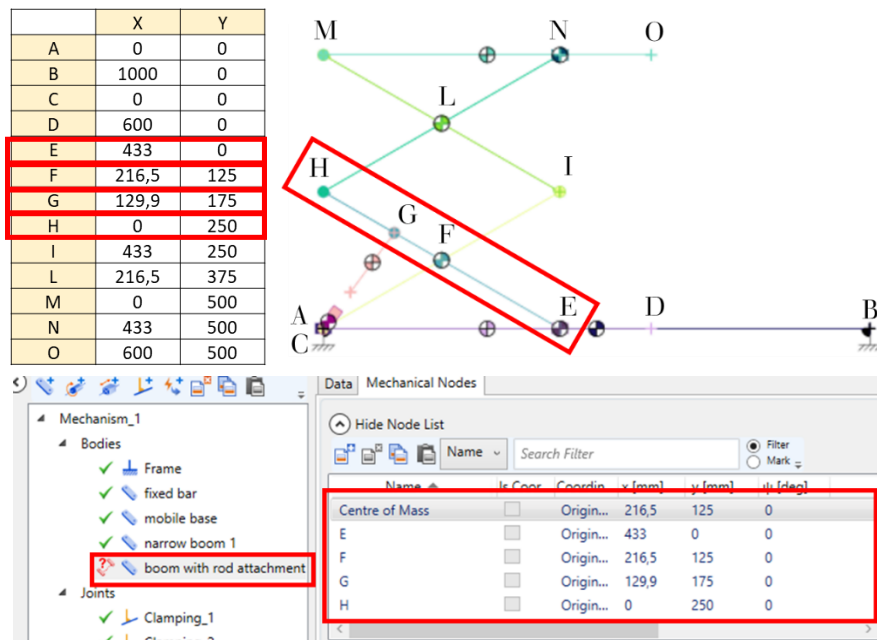 X Y
A 0 0
B 1000 0
C 0 0
D 600 0
E 433 0
F 216,5 125
G 129,9 175
H 0 250
I 433 250
L 216,5 375
M 0 500
N 433 500
O 600 500
M N O
L
H I
G
F
A E D B
C
Mechanism_1
Bodies
Frame
fixed bar
mobile base
narrow boom 1
boom with rod attachment
Joints
Clamping_1
Data Mechanical Nodes
Hide Node List
Name Search Filter Filter
Mark
Name Is Coor Coordin x [mm] y [mm] ψ [deg]
Centre of Mass Origin... 216,5 125 0
E Origin... 433 0 0
F Origin... 216,5 125 0
G Origin... 129,9 175 0
H Origin... 0 250 0